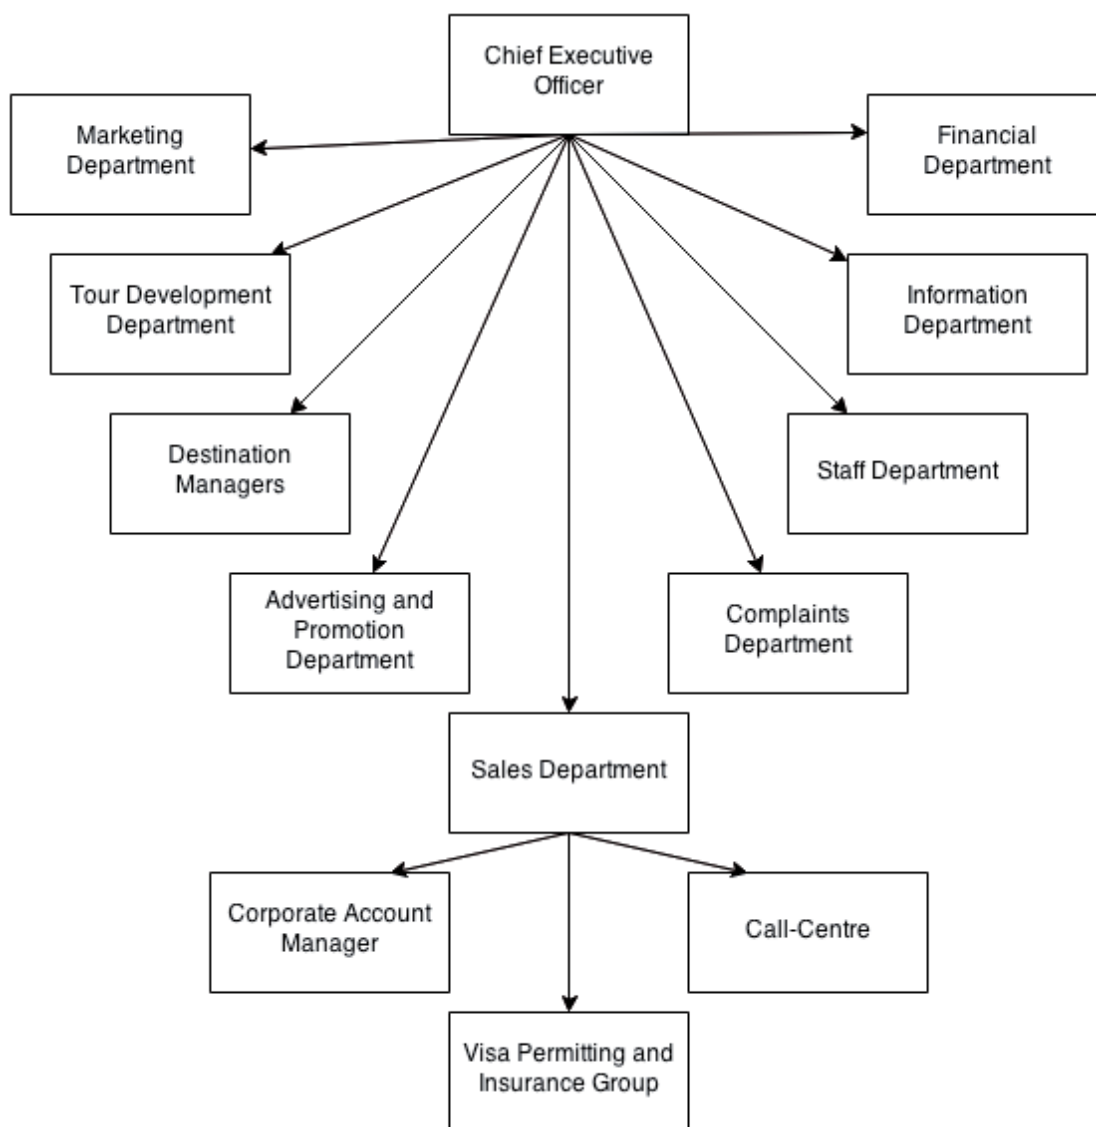 Chief Executive
Officer
Marketing
Department
Financial
Department
Tour Development
Department
Information
Department
Destination
Managers
Staff Department
Advertising and
Promotion
Department
Complaints
Department
Sales Department
Corporate Account
Manager
Call-Centre
Visa Permitting and
Insurance Group